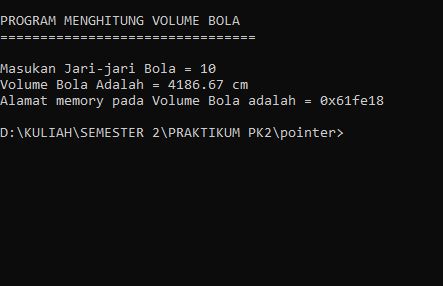 PROGRAM MENGHITUNG VOLUME BOLA
================================
Masukan Jari-jari Bola = 10
Volume Bola Adalah = 4186.67 cm
Alamat memory pada Volume Bola adalah = 0x61fe18
D:\KULIAH\SEMESTER 2\PRAKTIKUM PK2\pointer>